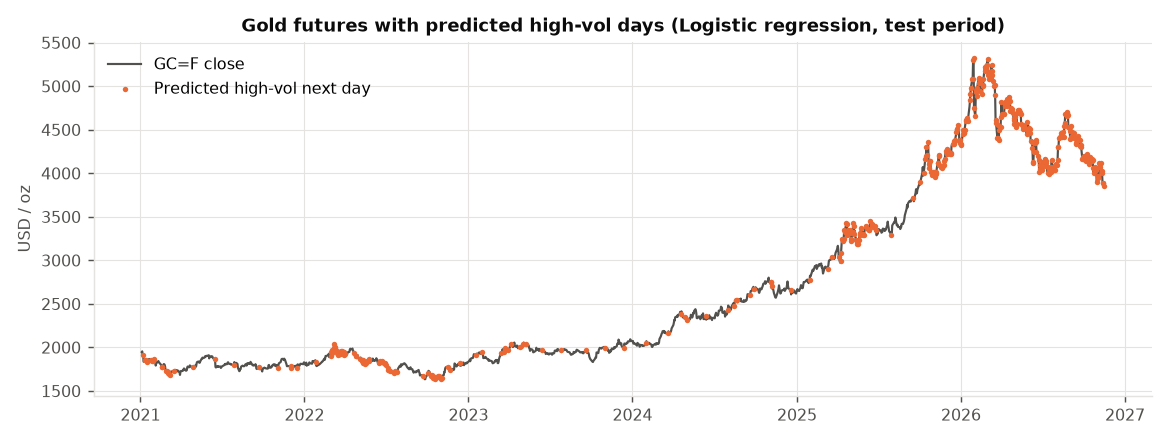 Gold futures with predicted high-vol days (Logistic regression, test period)
GC=F close
Predicted high-vol next day
USD / oz
5500
5000
4500
4000
3500
3000
2500
2000
1500
2021 2022 2023 2024 2025 2026 2027